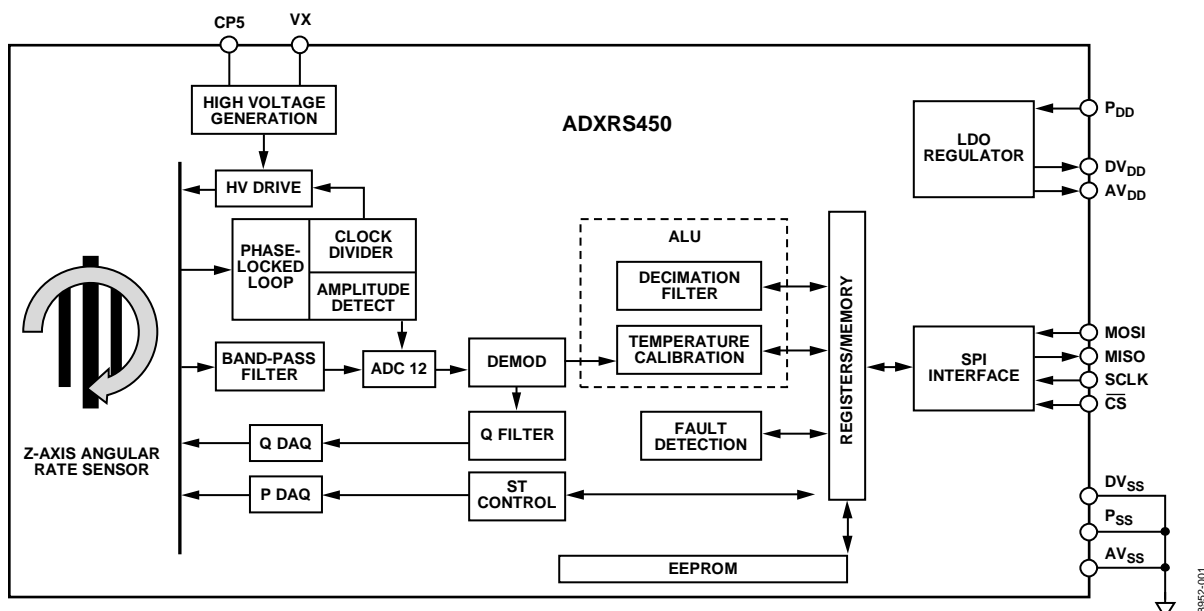 CP5
VX
HIGH VOLTAGE
GENERATION
ADXRS450
LDO
REGULATOR
PDD
DVDD
AVDD
HV DRIVE
PHASE-
LOCKED
LOOP
CLOCK
DIVIDER
AMPLITUDE
DETECT
ALU
DECIMATION
FILTER
TEMPERATURE
CALIBRATION
BAND-PASS
FILTER
ADC 12
DEMOD
REGISTERS/MEMORY
SPI
INTERFACE
MOSI
MISO
SCLK
CS
Z-AXIS ANGULAR
RATE SENSOR
Q DAQ
Q FILTER
FAULT
DETECTION
P DAQ
ST
CONTROL
EEPROM
DVSS
PSS
AVSS